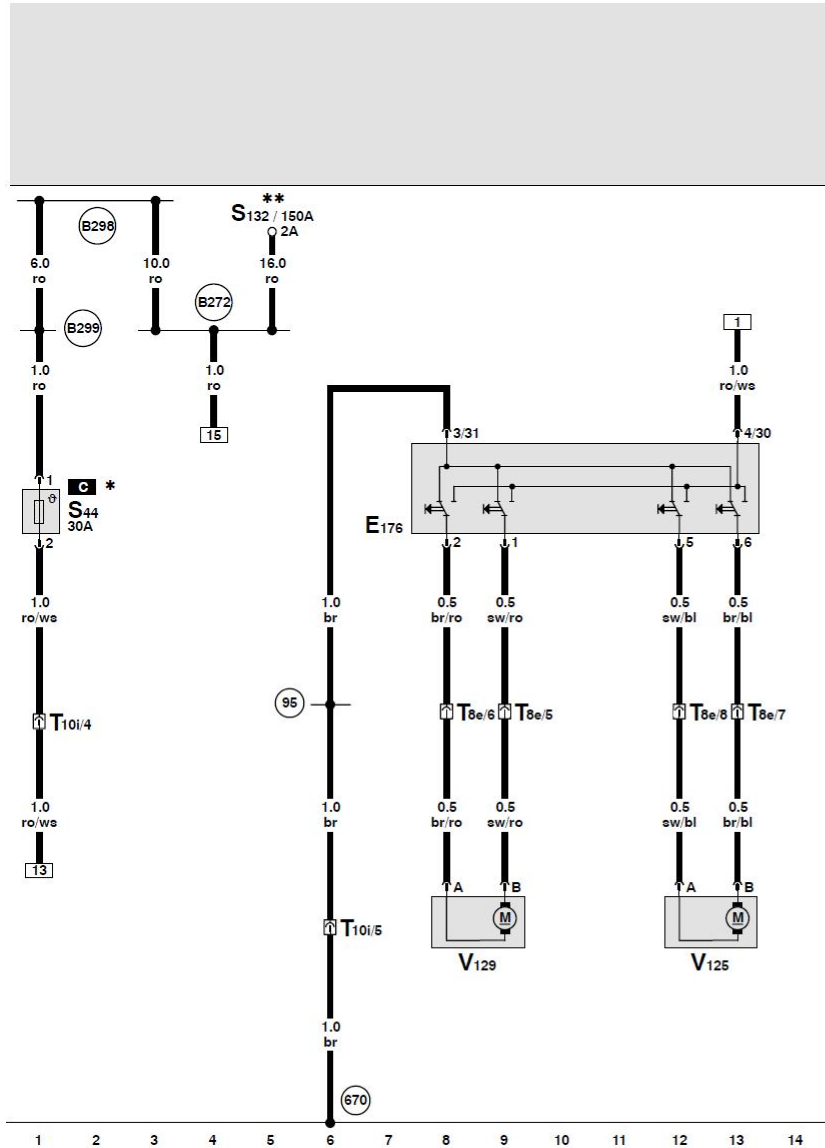 **
S132 / 150A
2A
B298
6.0
ro
10.0
ro
16.0
ro
B272
B299
1
1.0
ro
1.0
ro
1.0
ro/ws
15
3/31
4/30
1
C *
S44
30A
2
E176
2
1
5
6
1.0
ro/ws
1.0
br
0.5
br/ro
0.5
sw/ro
0.5
sw/bl
0.5
br/bl
95
T10i/4
T8e/6
T8e/5
T8e/8
T8e/7
1.0
ro/ws
1.0
br
0.5
br/ro
0.5
sw/ro
0.5
sw/bl
0.5
br/bl
13
A
B
A
B
M
M
T10i/5
V129
V125
1.0
br
670
1 2 3 4 5 6 7 8 9 10 11 12 13 14